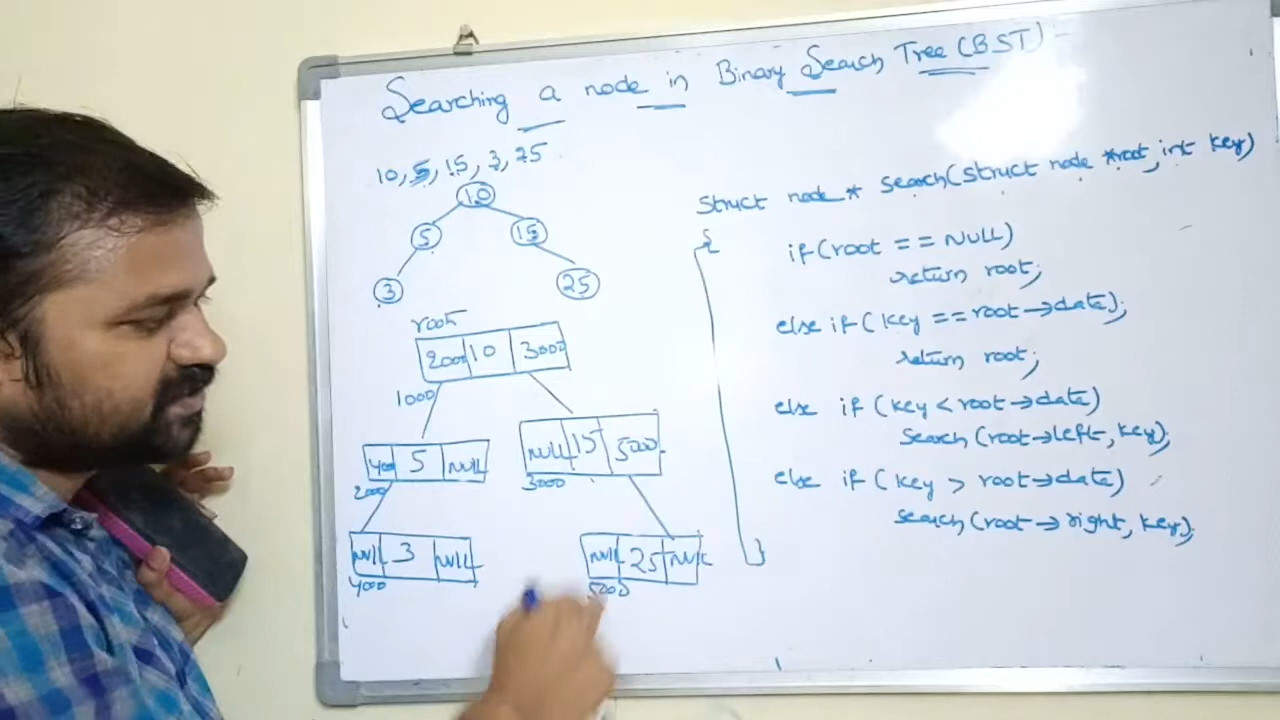 Searching a node in Binary Search Tree (BST)
10, 5, 15, 3, 25
10
5
15
3
25
root
2000 10 3000
1000
400 5 NULL
2000
NULL 15 5000
3000
NULL 3 NULL
4000
NULL 25 NULL
5000
struct node * search(struct node *root, int key)
{
if(root == NULL)
return root;
else if( key == root->data);
return root;
else if (key < root->data)
search (root->left, key);
else if ( key > root->data)
search (root->right, key);
}